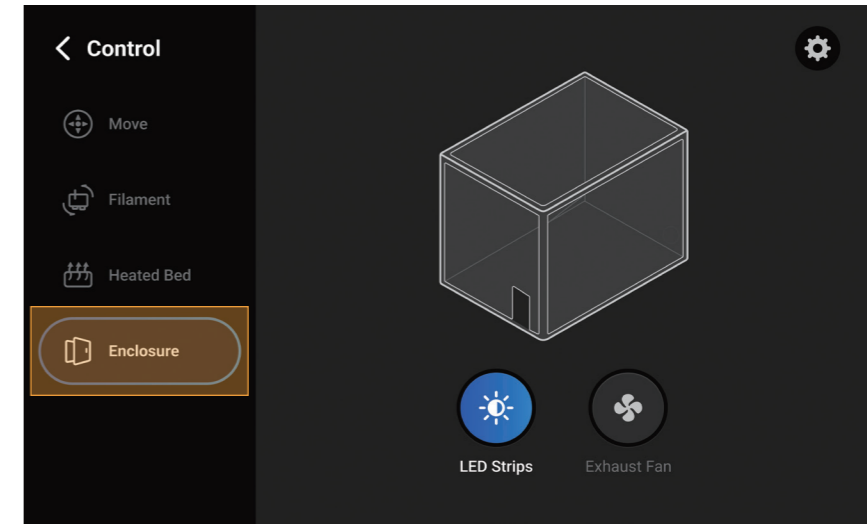 Control
Move
Filament
Heated Bed
Enclosure
LED Strips
Exhaust Fan